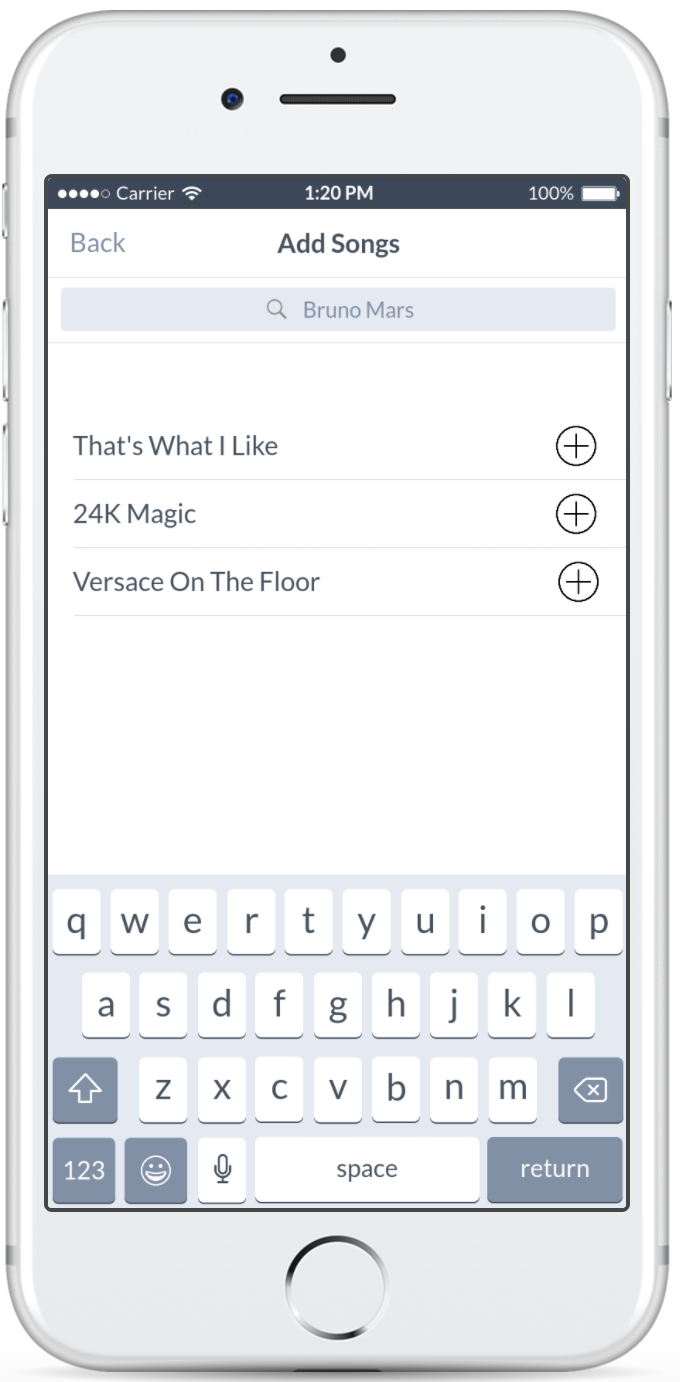 Carrier 1:20 PM 100%
Back Add Songs
Bruno Mars
That's What I Like
24K Magic
Versace On The Floor
q w e r t y u i o p
a s d f g h j k l
z x c v b n m
123 space return